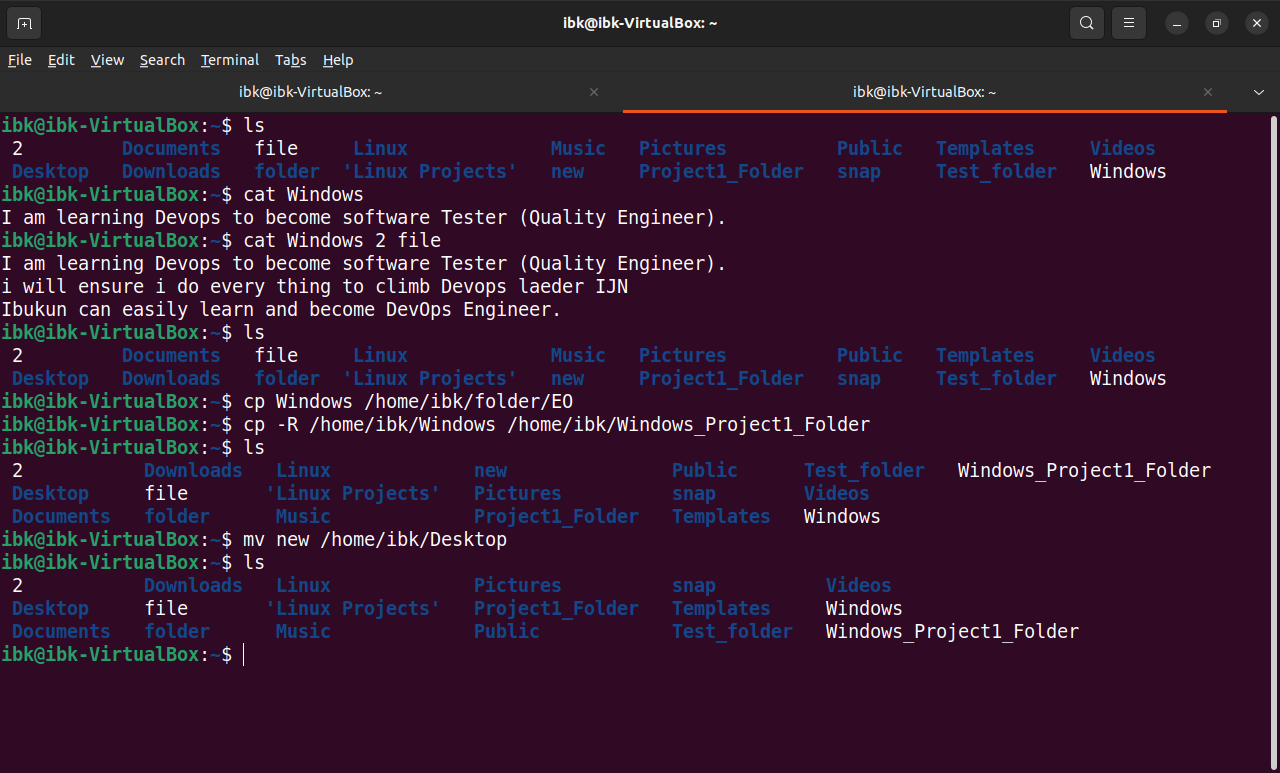 ibk@ibk-VirtualBox: ~
File Edit View Search Terminal Tabs Help
ibk@ibk-VirtualBox: ~ ibk@ibk-VirtualBox: ~
ibk@ibk-VirtualBox:~$ ls
2 Documents file Linux Music Pictures Public Templates Videos
Desktop Downloads folder 'Linux Projects' new Project1_Folder snap Test_folder Windows
ibk@ibk-VirtualBox:~$ cat Windows
I am learning Devops to become software Tester (Quality Engineer).
ibk@ibk-VirtualBox:~$ cat Windows 2 file
I am learning Devops to become software Tester (Quality Engineer).
i will ensure i do every thing to climb Devops laeder IJN
Ibukun can easily learn and become DevOps Engineer.
ibk@ibk-VirtualBox:~$ ls
2 Documents file Linux Music Pictures Public Templates Videos
Desktop Downloads folder 'Linux Projects' new Project1_Folder snap Test_folder Windows
ibk@ibk-VirtualBox:~$ cp Windows /home/ibk/folder/EO
ibk@ibk-VirtualBox:~$ cp -R /home/ibk/Windows /home/ibk/Windows_Project1_Folder
ibk@ibk-VirtualBox:~$ ls
2 Downloads Linux new Public Test_folder Windows_Project1_Folder
Desktop file 'Linux Projects' Pictures snap Videos
Documents folder Music Project1_Folder Templates Windows
ibk@ibk-VirtualBox:~$ mv new /home/ibk/Desktop
ibk@ibk-VirtualBox:~$ ls
2 Downloads Linux Pictures snap Videos
Desktop file 'Linux Projects' Project1_Folder Templates Windows
Documents folder Music Public Test_folder Windows_Project1_Folder
ibk@ibk-VirtualBox:~$